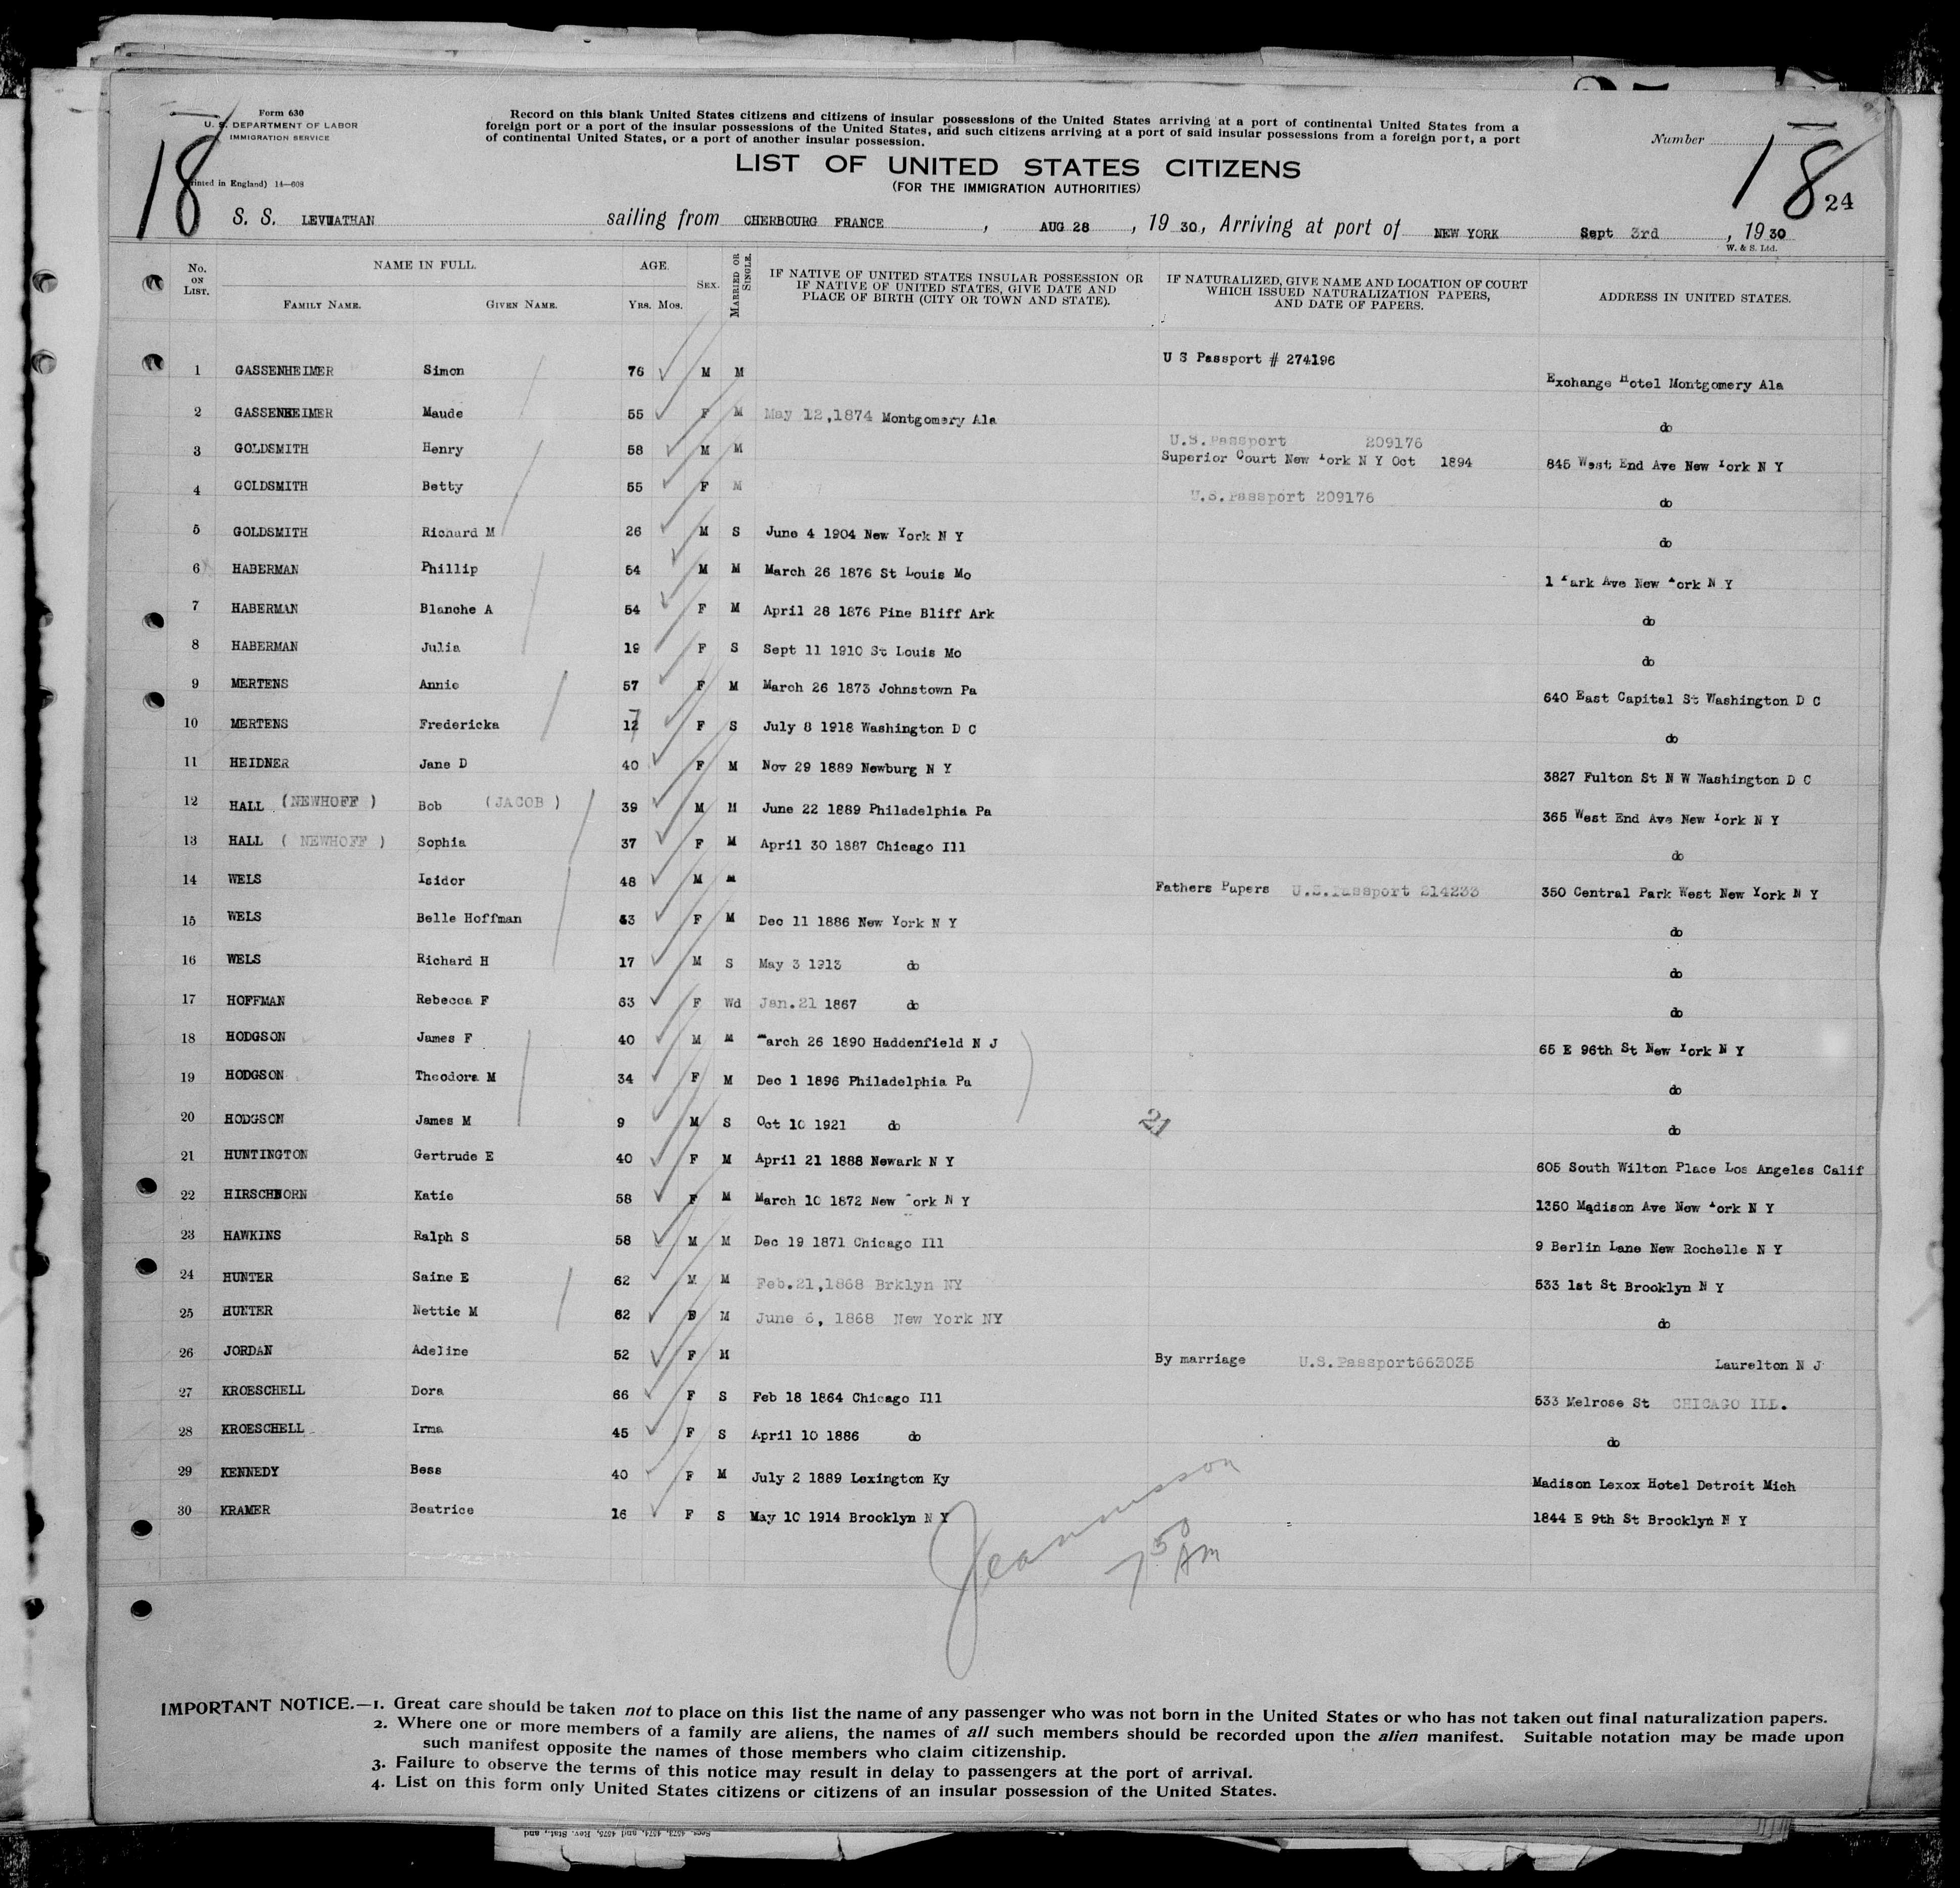 Form 630
U. S. DEPARTMENT OF LABOR
IMMIGRATION SERVICE
(Printed in England) 14—608
18
Record on this blank United States citizens and citizens of insular possessions of the United States arriving at a port of continental United States from a
foreign port or a port of the insular possessions of the United States, and such citizens arriving at a port of said insular possessions from a foreign port, a port
of continental United States, or a port of another insular possession.
Number
18
24
LIST OF UNITED STATES CITIZENS
(FOR THE IMMIGRATION AUTHORITIES)
S. S. LEVIATHAN sailing from CHERBOURG FRANCE, AUG 28, 19 30, Arriving at port of NEW YORK Sept 3rd, 19 30
W. & S. Ltd.
No. ON LIST. NAME IN FULL. FAMILY NAME. GIVEN NAME. AGE. Yrs. Mos. SEX. MARRIED OR SINGLE. IF NATIVE OF UNITED STATES INSULAR POSSESSION OR IF NATIVE OF UNITED STATES, GIVE DATE AND PLACE OF BIRTH (CITY OR TOWN AND STATE). IF NATURALIZED, GIVE NAME AND LOCATION OF COURT WHICH ISSUED NATURALIZATION PAPERS, AND DATE OF PAPERS. ADDRESS IN UNITED STATES.
1 GASSENHEIMER Simon 76 M M U S Passport # 274196 Exchange Hotel Montgomery Ala
2 GASSENHEIMER Maude 55 F M May 12,1874 Montgomery Ala do
3 GOLDSMITH Henry 58 M M U.S.Passport 209176 Superior Court New York N Y Oct 1894 845 West End Ave New York N Y
4 GOLDSMITH Betty 55 F M U.S.Passport 209176 do
5 GOLDSMITH Richard M 26 M S June 4 1904 New York N Y do
6 HABERMAN Phillip 54 M M March 26 1876 St Louis Mo 1 Park Ave New York N Y
7 HABERMAN Blanche A 54 F M April 28 1876 Pine Bliff Ark do
8 HABERMAN Julia 19 F S Sept 11 1910 St Louis Mo do
9 MERTENS Annie 57 F M March 26 1873 Johnstown Pa 640 East Capital St Washington D C
10 MERTENS Fredericka 12 F S July 8 1918 Washington D C do
11 HEIDNER Jane D 40 F M Nov 29 1889 Newburg N Y 3827 Fulton St N W Washington D C
12 HALL (NEWHOFF ) Bob (JACOB ) 39 M M June 22 1889 Philadelphia Pa 365 West End Ave New York N Y
13 HALL ( NEWHOFF ) Sophia 37 F M April 30 1887 Chicago Ill do
14 WELS Isidor 48 M M Fathers Papers U.S.Passport 214233 350 Central Park West New York N Y
15 WELS Belle Hoffman 43 F M Dec 11 1886 New York N Y do
16 WELS Richard H 17 M S May 3 1913 do do
17 HOFFMAN Rebecca F 63 F Wd Jan.21 1867 do do
18 HODGSON James F 40 M M March 26 1890 Haddenfield N J 65 E 96th St New York N Y
19 HODGSON Theodora M 34 F M Dec 1 1896 Philadelphia Pa do
20 HODGSON James M 9 M S Oct 10 1921 do 21 do
21 HUNTINGTON Gertrude E 40 F M April 21 1888 Newark N Y 605 South Wilton Place Los Angeles Calif
22 HIRSCHHORN Katie 58 F M March 10 1872 New York N Y 1350 Madison Ave New York N Y
23 HAWKINS Ralph S 58 M M Dec 19 1871 Chicago Ill 9 Berlin Lane New Rochelle N Y
24 HUNTER Saine E 62 M M Feb.21,1868 Brklyn NY 533 1st St Brooklyn N Y
25 HUNTER Nettie M 62 F M June 6, 1868 New York NY do
26 JORDAN Adeline 52 F M By marriage U.S.Passport663035 Laurelton N J
27 KROESCHELL Dora 66 F S Feb 18 1864 Chicago Ill 533 Melrose St CHICAGO ILL.
28 KROESCHELL Irma 45 F S April 10 1886 do do
29 KENNEDY Bess 40 F M July 2 1889 Lexington Ky Madison Lexox Hotel Detroit Mich
30 KRAMER Beatrice 16 F S May 10 1914 Brooklyn N Y 1844 E 9th St Brooklyn N Y
7 50 AM
IMPORTANT NOTICE.—1. Great care should be taken not to place on this list the name of any passenger who was not born in the United States or who has not taken out final naturalization papers.
2. Where one or more members of a family are aliens, the names of all such members should be recorded upon the alien manifest. Suitable notation may be made upon
such manifest opposite the names of those members who claim citizenship.
3. Failure to observe the terms of this notice may result in delay to passengers at the port of arrival.
4. List on this form only United States citizens or citizens of an insular possession of the United States.